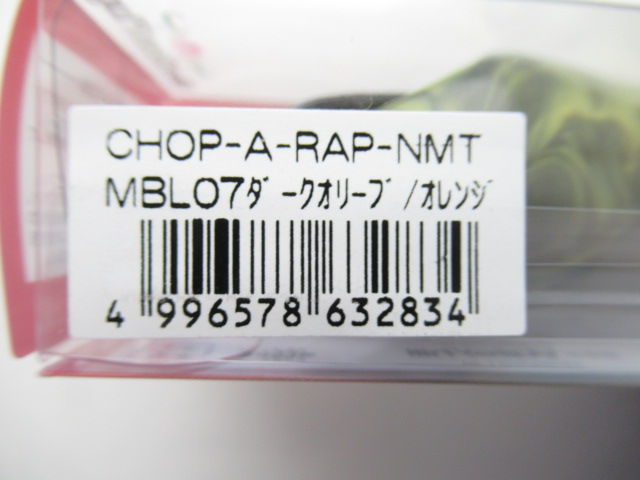 CHOP-A-RAP-NMT
MBL07ﾀﾞｰｸｵﾘｰﾌﾞ/ｵﾚﾝｼﾞ
4 996578 632834